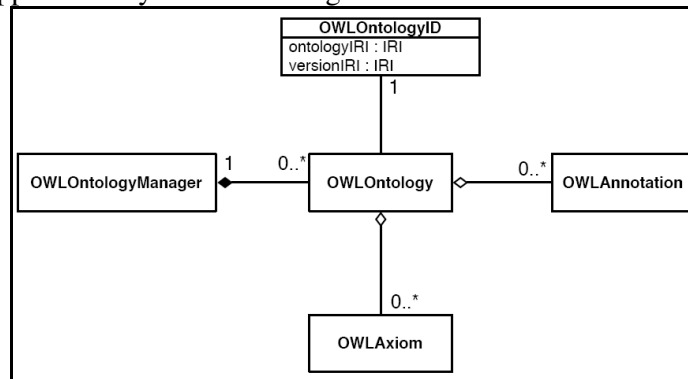 OWLOntologyID
ontologyIRI : IRI
versionIRI : IRI
1
1
0..*
0..*
OWLOntologyManager
OWLOntology
OWLAnnotation
0..*
OWLAxiom